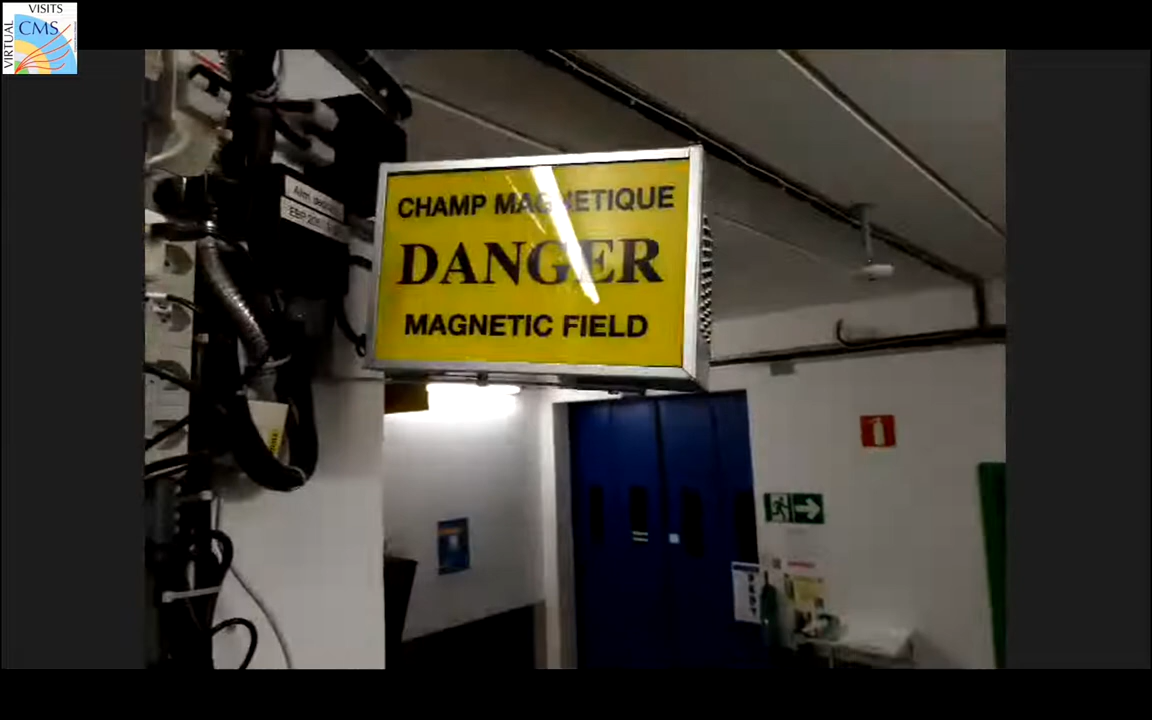 VISITS
CMS
VIRTUAL
CHAMP MAGNETIQUE
DANGER
MAGNETIC FIELD